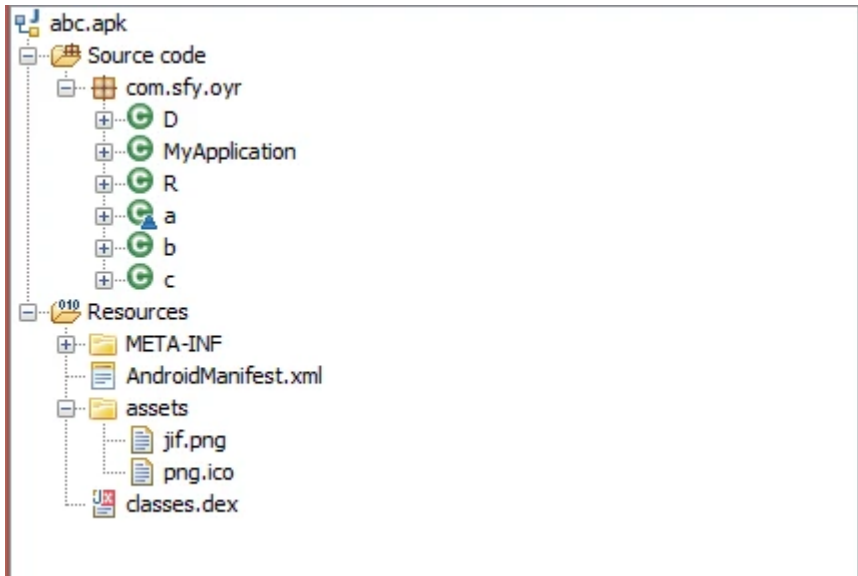 abc.apk
Source code
com.sfy.oyr
D
MyApplication
R
a
b
c
Resources
META-INF
AndroidManifest.xml
assets
jif.png
png.ico
classes.dex